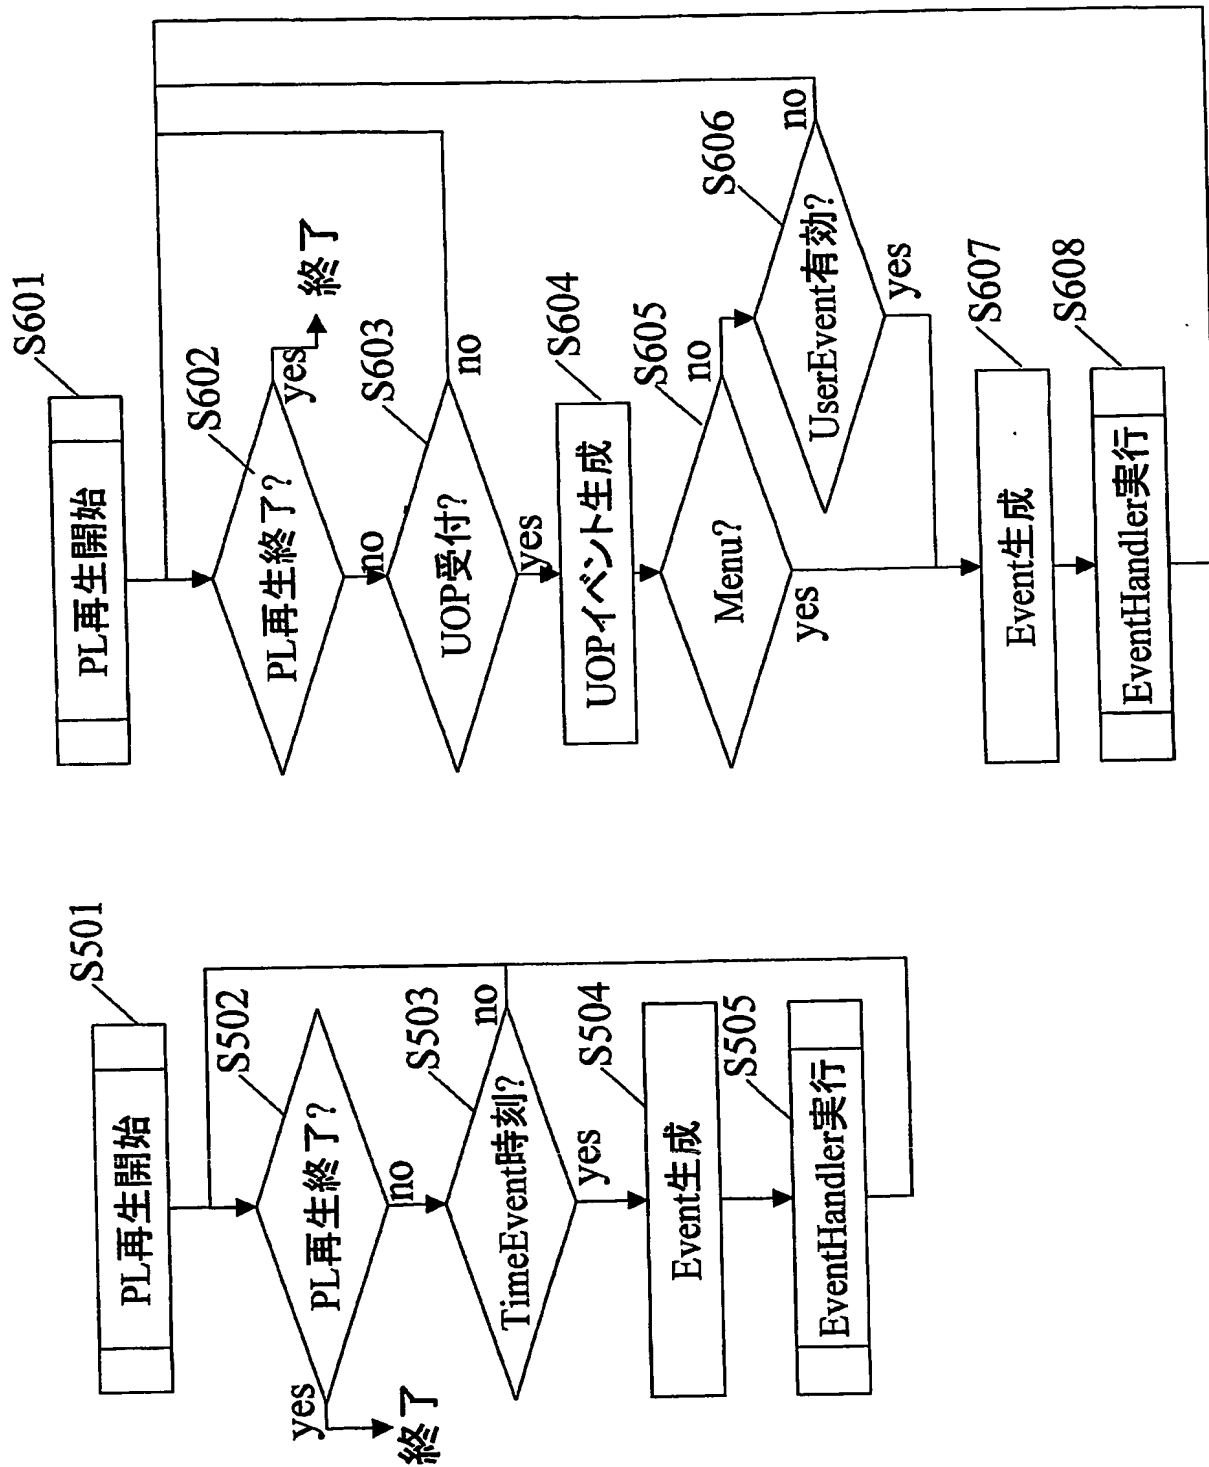 S501
PL再生開始
S502
PL再生終了?
yes
終了
no
S503
TimeEvent時刻?
no
yes
S504
Event生成
S505
EventHandler実行
S601
PL再生開始
S602
PL再生終了?
yes
終了
no
S603
UOP受付?
no
yes
S604
UOPイベント生成
S605
Menu?
no
yes
S606
UserEvent有効?
no
yes
S607
Event生成
S608
EventHandler実行